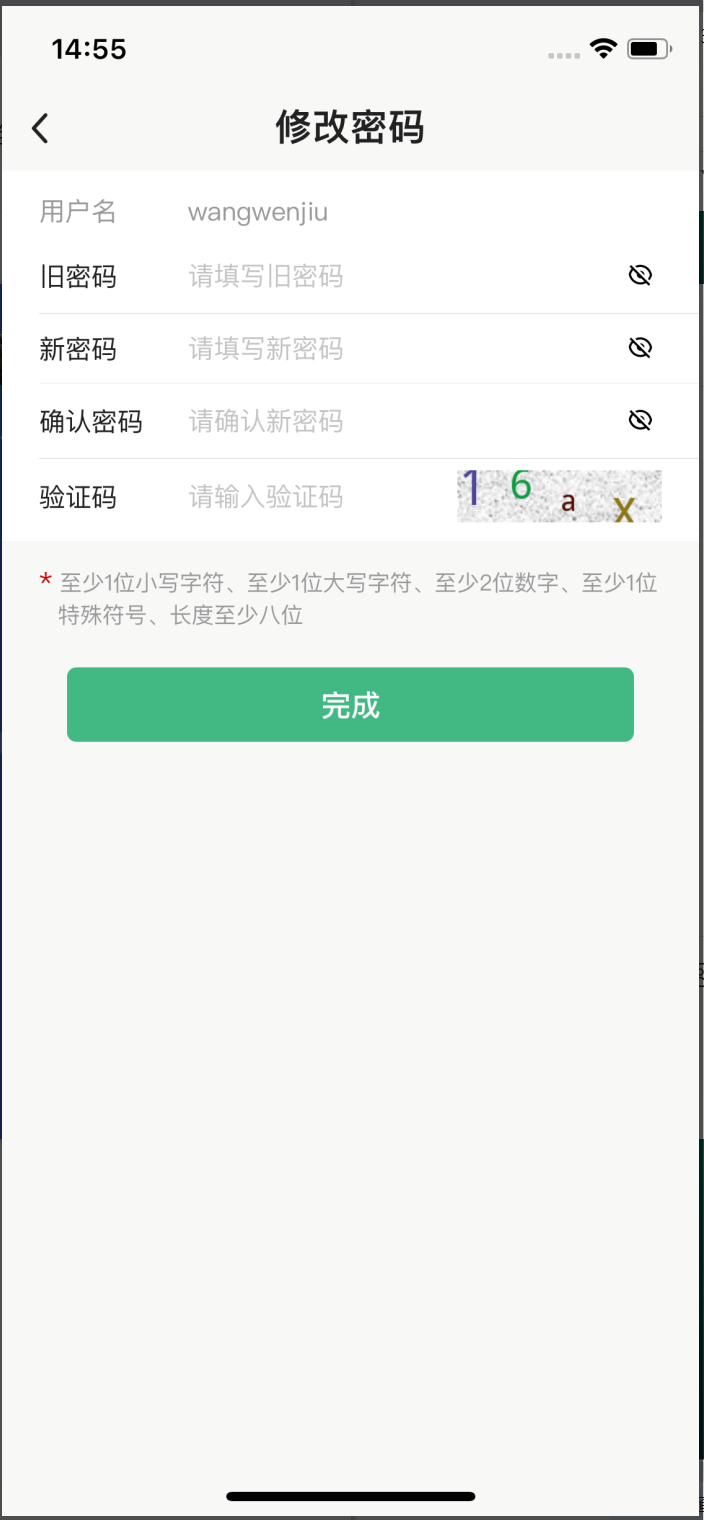 14:55
修改密码
用户名 wangwenjiu
旧密码 请填写旧密码
新密码 请填写新密码
确认密码 请确认新密码
验证码 请输入验证码 16ax
* 至少1位小写字符、至少1位大写字符、至少2位数字、至少1位
特殊符号、长度至少八位
完成